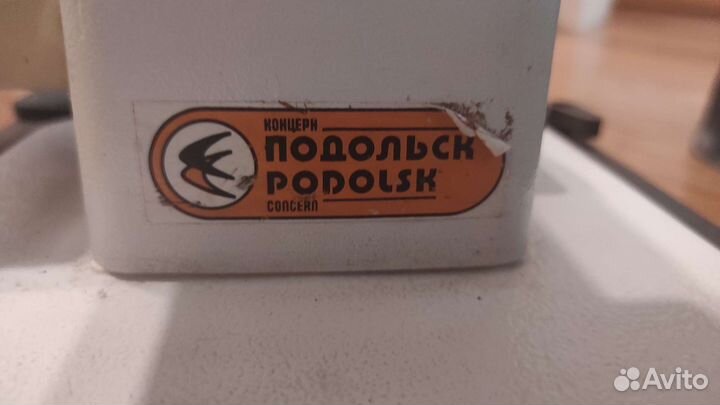 КОНЦЕРН
ПОДОЛЬСК
PODOLSK
CONCERN
Avito